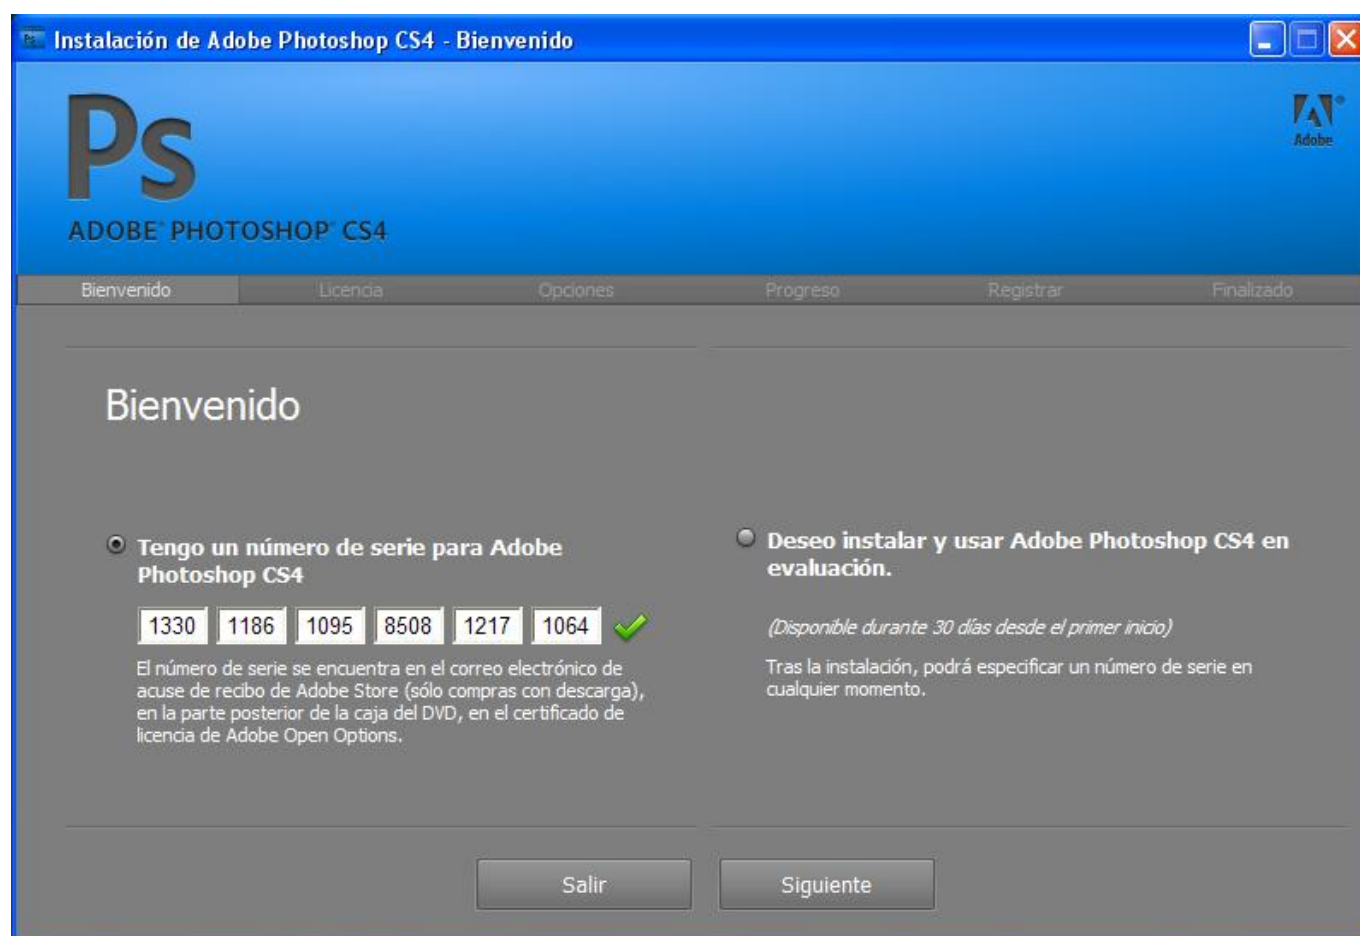 Instalación de Adobe Photoshop CS4 - Bienvenido
Ps
Adobe
ADOBE® PHOTOSHOP® CS4
Bienvenido Licencia Opciones Progreso Registrar Finalizado
Bienvenido
Tengo un número de serie para Adobe
Photoshop CS4
1330 1186 1095 8508 1217 1064
El número de serie se encuentra en el correo electrónico de
acuse de recibo de Adobe Store (sólo compras con descarga),
en la parte posterior de la caja del DVD, en el certificado de
licencia de Adobe Open Options.
Deseo instalar y usar Adobe Photoshop CS4 en
evaluación.
(Disponible durante 30 días desde el primer inicio)
Tras la instalación, podrá especificar un número de serie en
cualquier momento.
Salir Siguiente